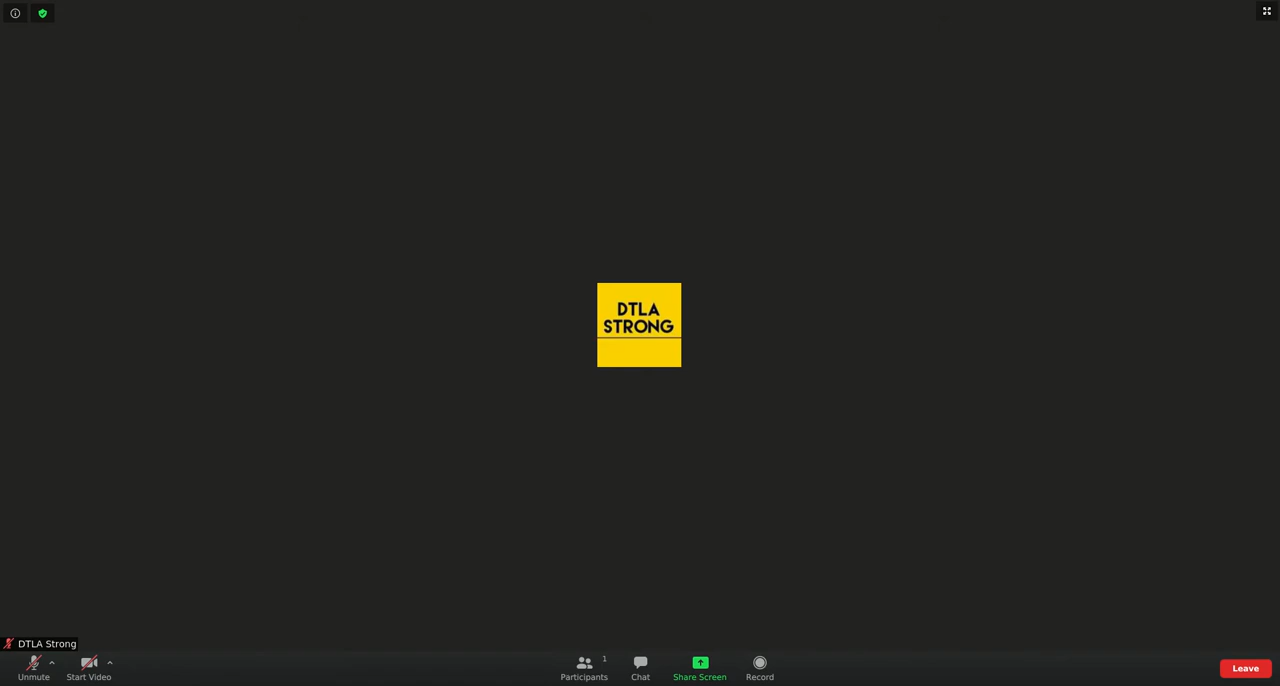 DTLA
STRONG
DTLA Strong
Unmute
Start Video
Participants
1
Chat
Share Screen
Record
Leave